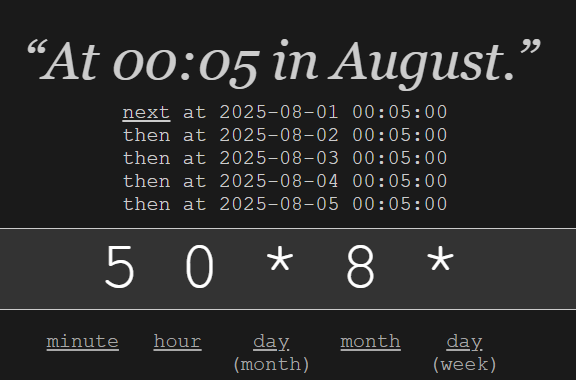 “At 00:05 in August.”
next at 2025-08-01 00:05:00
then at 2025-08-02 00:05:00
then at 2025-08-03 00:05:00
then at 2025-08-04 00:05:00
then at 2025-08-05 00:05:00
5 0 * 8 *
minute hour day month day
(month) (week)